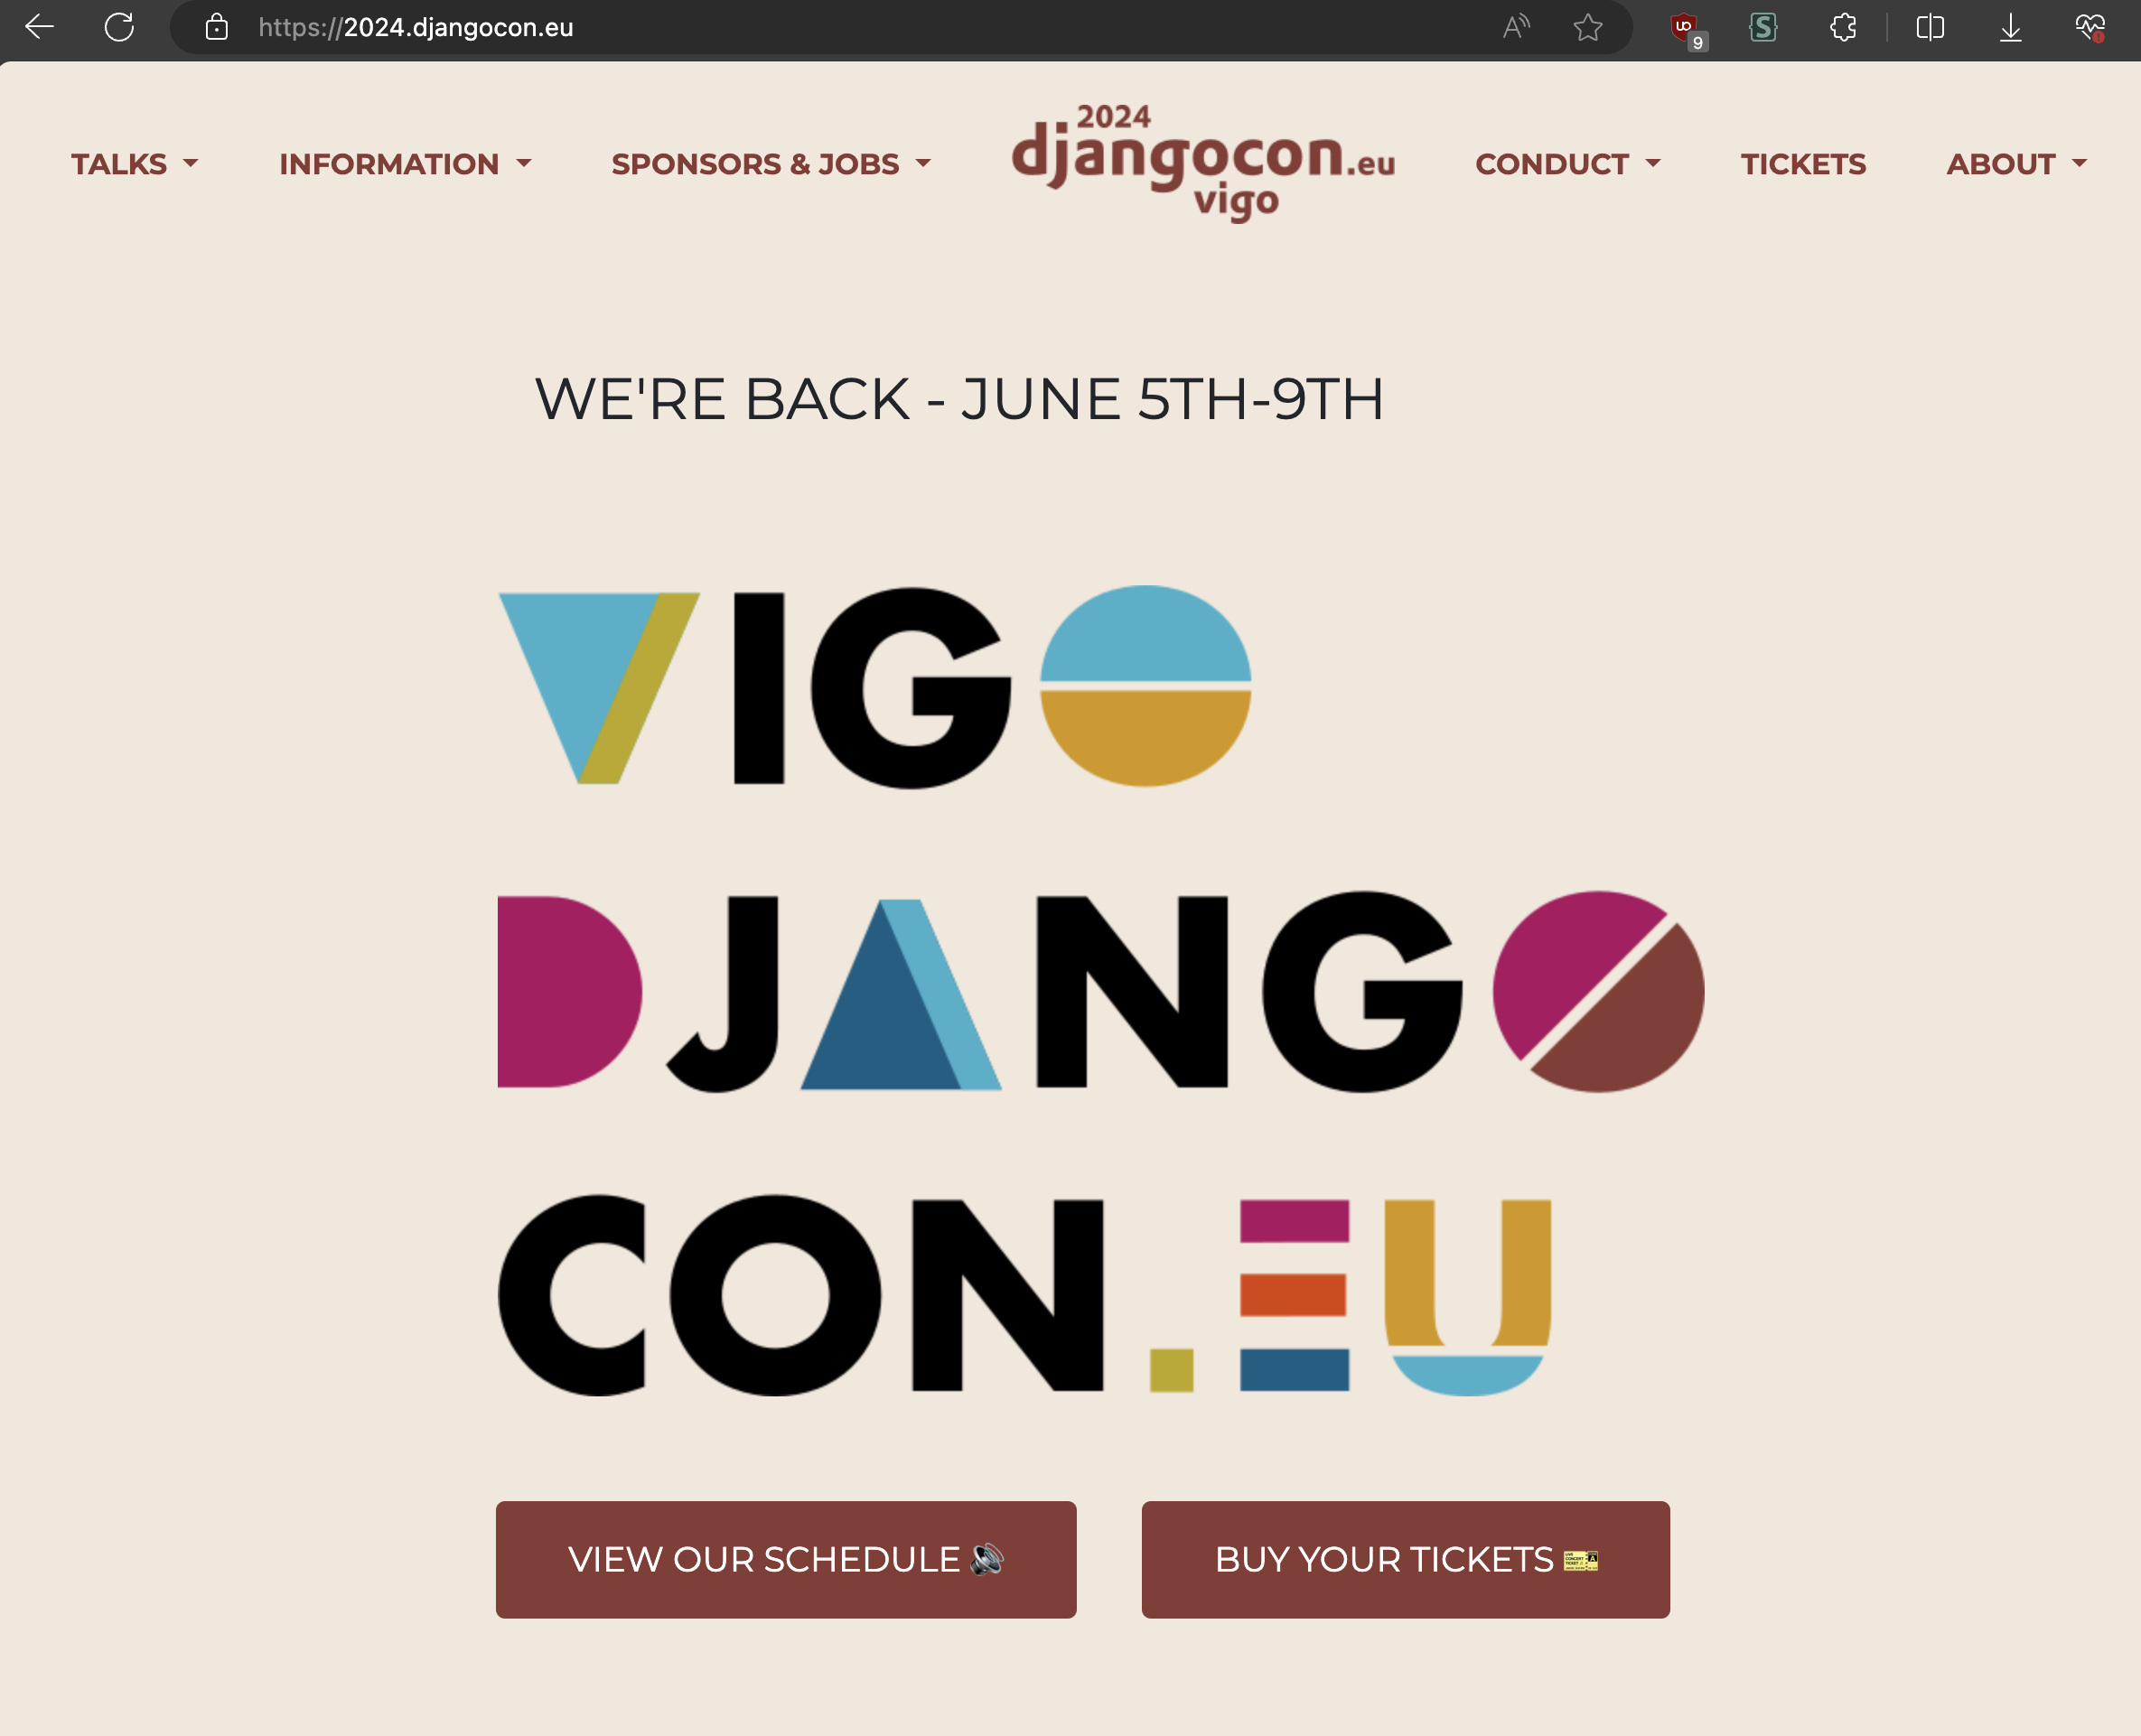 https://2024.djangocon.eu
9
TALKS INFORMATION SPONSORS & JOBS
2024
djangocon.eu
vigo
CONDUCT TICKETS ABOUT
WE'RE BACK - JUNE 5TH-9TH
VIGO
DJANGO
CON.EU
VIEW OUR SCHEDULE
BUY YOUR TICKETS